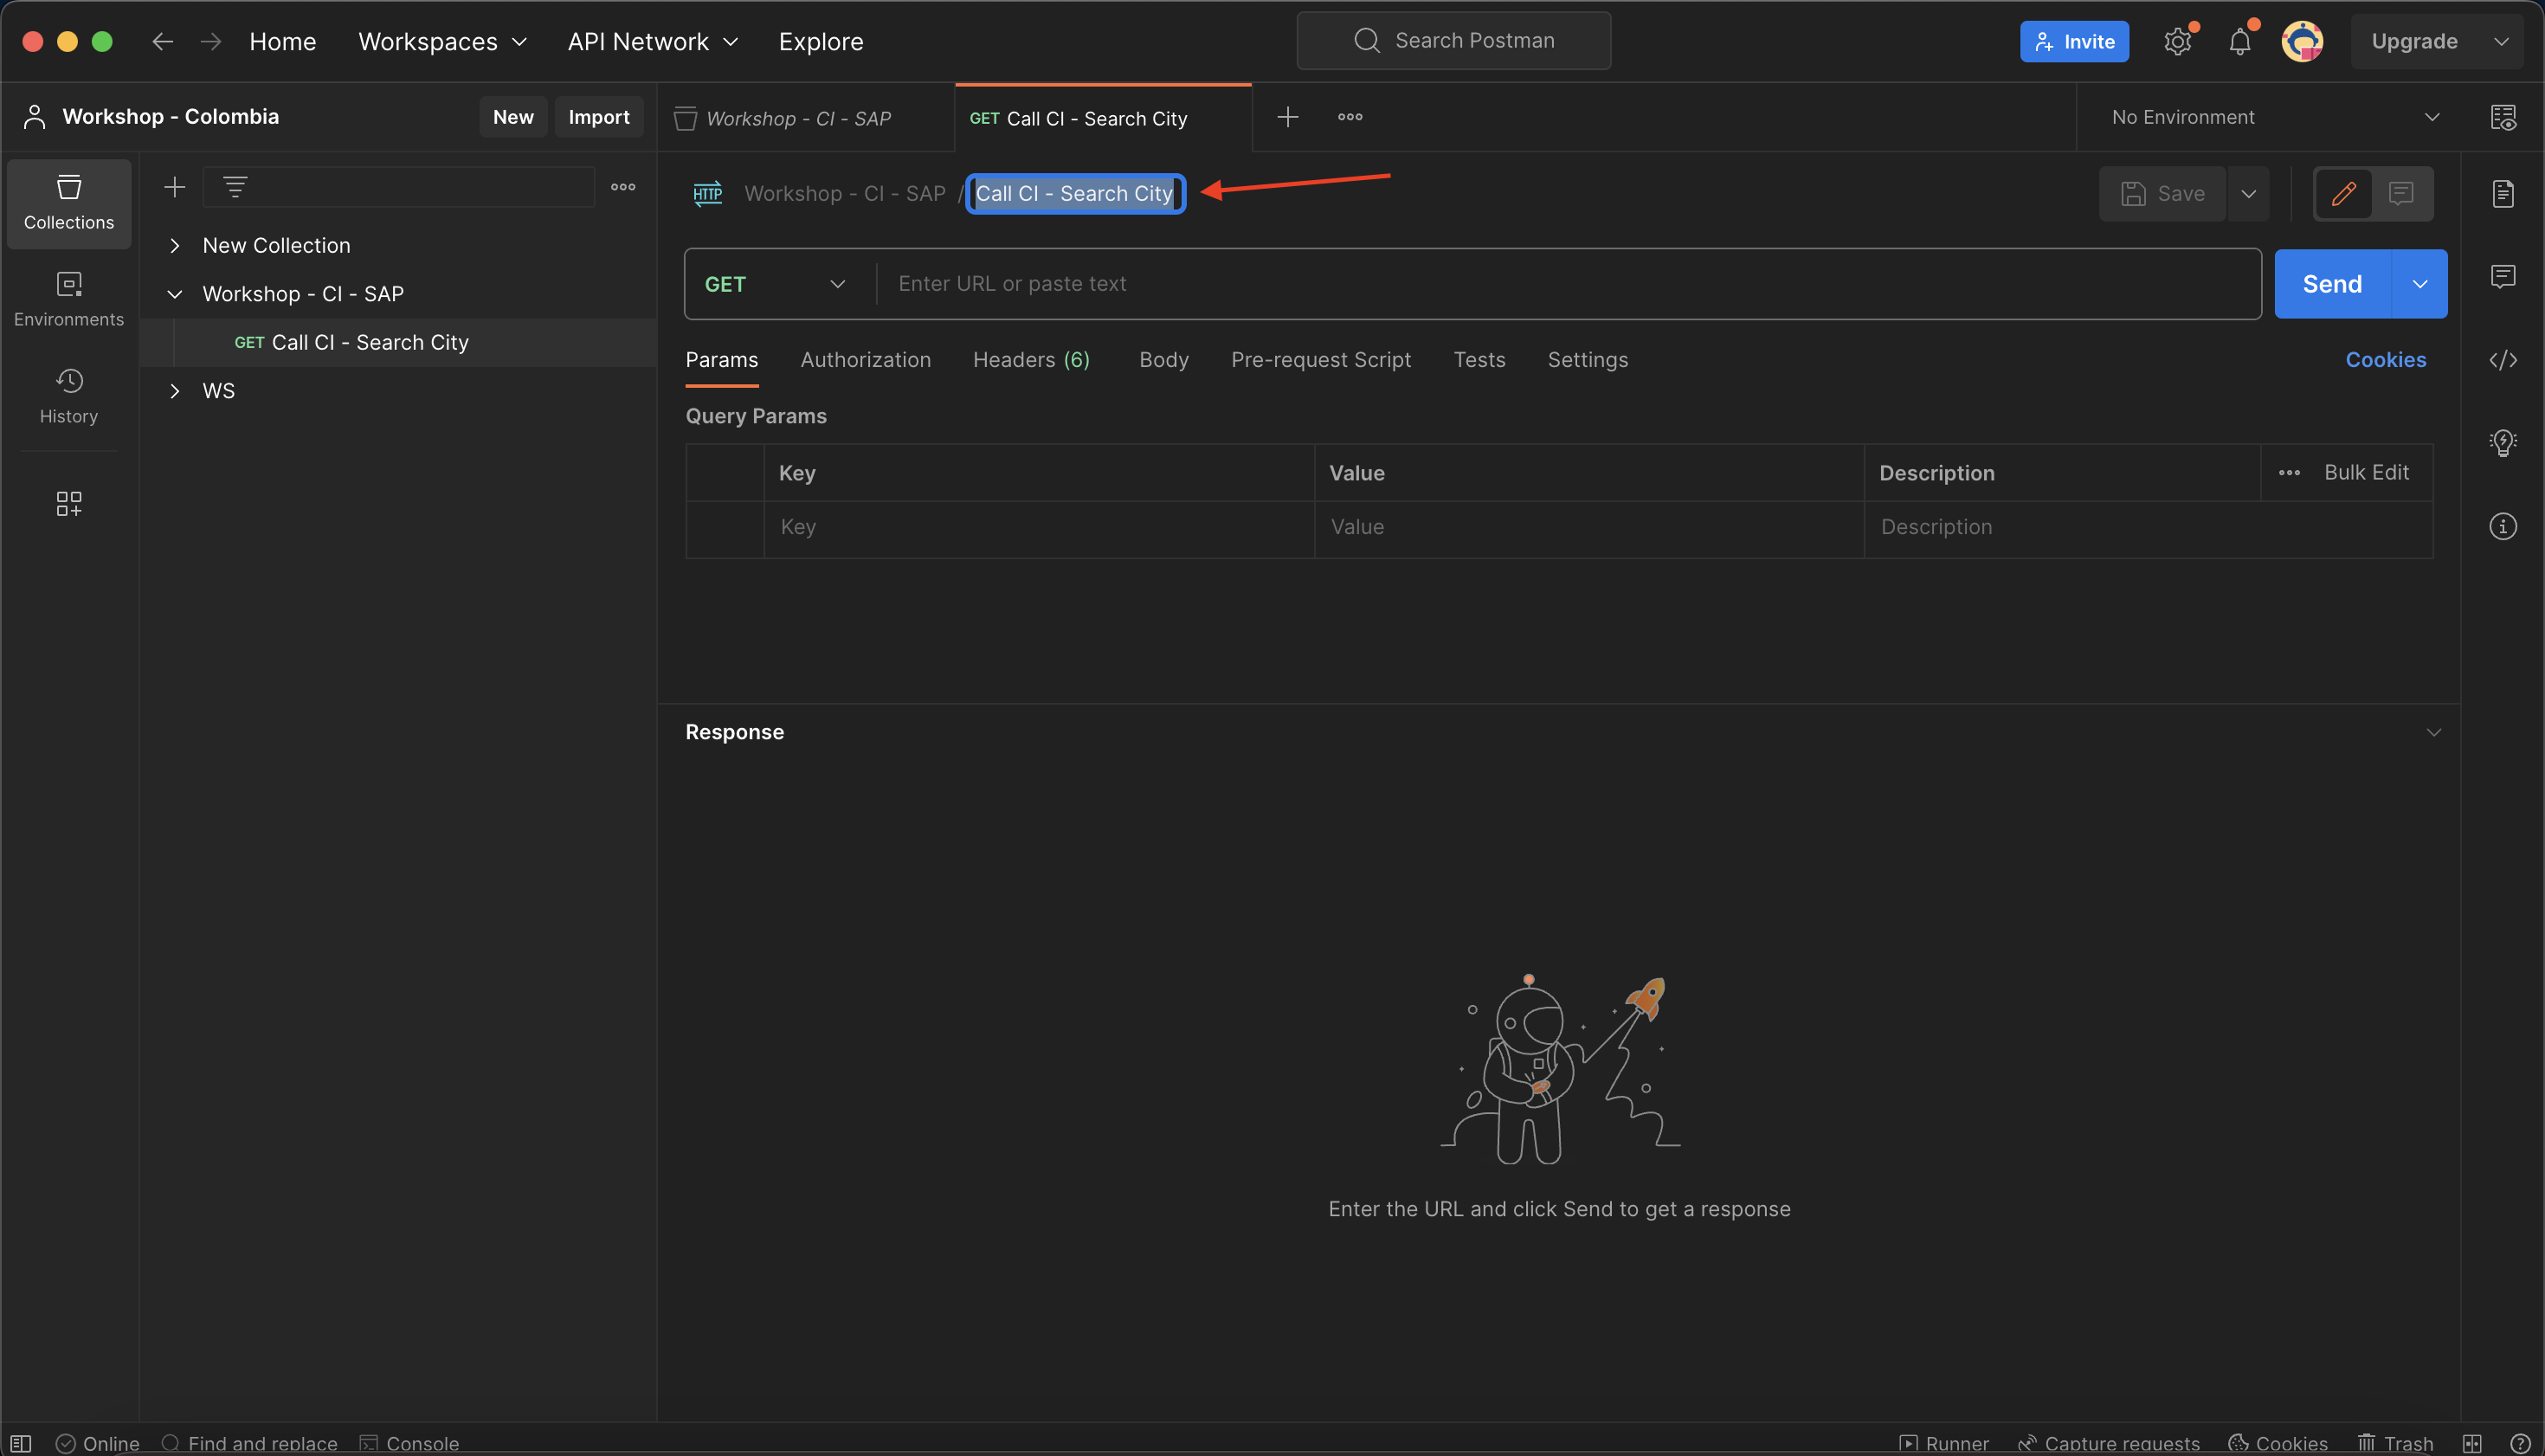 Home Workspaces API Network Explore Search Postman Invite Upgrade
Workshop - Colombia New Import
Workshop - CI - SAP GET Call CI - Search City No Environment
HTTP Workshop - CI - SAP / Call CI - Search City Save
Collections
Environments
History
New Collection
Workshop - CI - SAP
GET Call CI - Search City
WS
GET Enter URL or paste text Send
Params Authorization Headers (6) Body Pre-request Script Tests Settings Cookies
Query Params
Key Value Description Bulk Edit
Key Value Description
Response
Enter the URL and click Send to get a response
Online Find and replace Console Runner Capture requests Cookies Trash